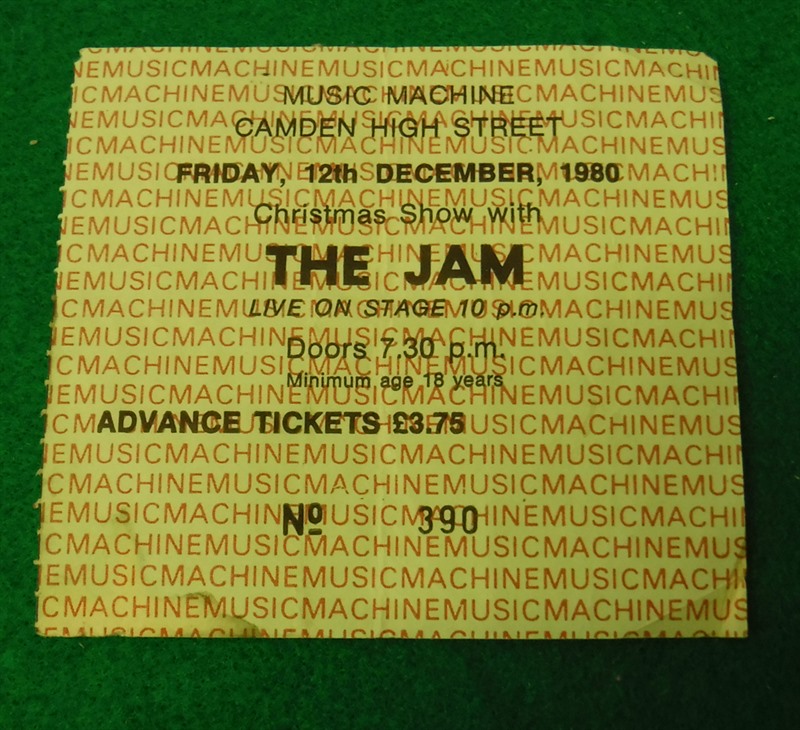 MUSIC MACHINE
CAMDEN HIGH STREET
FRIDAY, 12th DECEMBER, 1980
Christmas Show with
THE JAM
LIVE ON STAGE 10 p.m.
Doors 7.30 p.m.
Minimum age 18 years
ADVANCE TICKETS £3.75
Nº 390